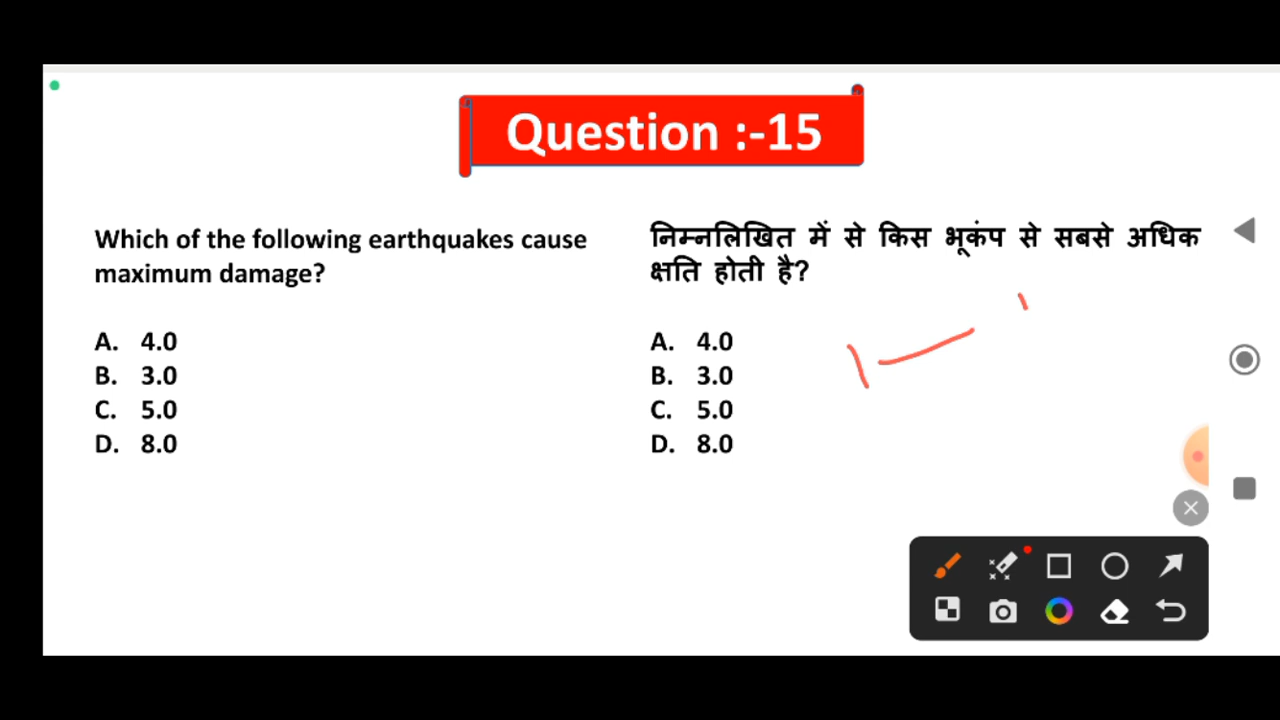 Question :-15
Which of the following earthquakes cause
maximum damage?
A. 4.0
B. 3.0
C. 5.0
D. 8.0
निम्नलिखित में से किस भूकंप से सबसे अधिक
क्षति होती है?
A. 4.0
B. 3.0
C. 5.0
D. 8.0